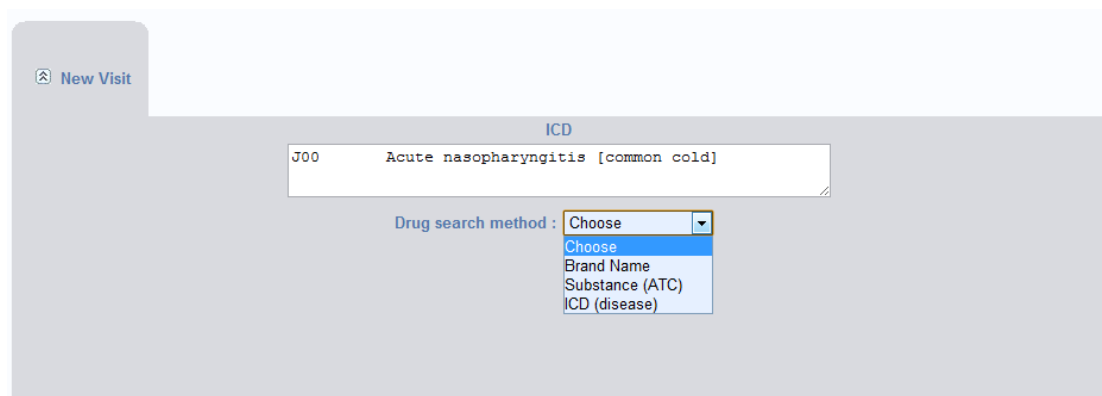 New Visit
ICD
J00 Acute nasopharyngitis [common cold]
Drug search method : Choose
Choose
Brand Name
Substance (ATC)
ICD (disease)